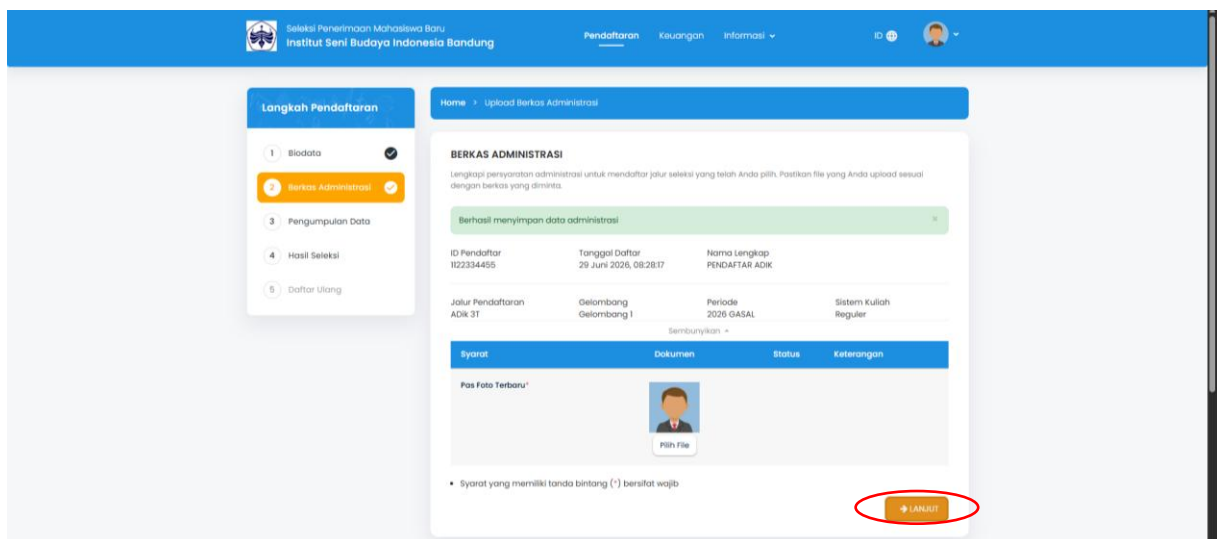 Seleksi Penerimaan Mahasiswa Baru
Institut Seni Budaya Indonesia Bandung
Pendaftaran Keuangan Informasi ID
Langkah Pendaftaran
1 Biodata
2 Berkas Administrasi
3 Pengumpulan Data
4 Hasil Seleksi
5 Daftar Ulang
Home > Upload Berkas Administrasi
BERKAS ADMINISTRASI
Lengkapi persyaratan administrasi untuk mendaftar jalur seleksi yang telah Anda pilih. Pastikan file yang Anda upload sesuai
dengan berkas yang diminta.
Berhasil menyimpan data administrasi ×
ID Pendaftar Tanggal Daftar Nama Lengkap
1122334455 29 Juni 2026, 08:28:17 PENDAFTAR ADIK
Jalur Pendaftaran Gelombang Periode Sistem Kuliah
ADik 3T Gelombang 1 2026 GASAL Reguler
Sembunyikan
Syarat Dokumen Status Keterangan
Pas Foto Terbaru*
Pilih File
• Syarat yang memiliki tanda bintang (*) bersifat wajib
LANJUT